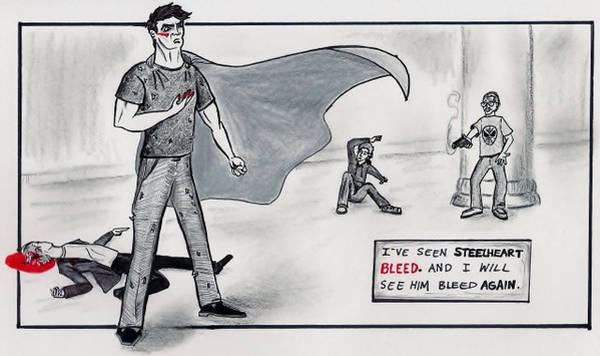 I'VE SEEN STEELHEART
BLEED. AND I WILL
SEE HIM BLEED AGAIN.